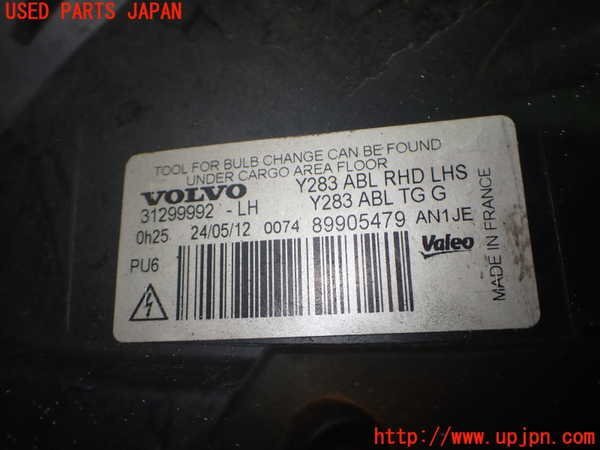 USED PARTS JAPAN
TOOL FOR BULB CHANGE CAN BE FOUND
UNDER CARGO AREA FLOOR
VOLVO Y283 ABL RHD LHS
31299992 -LH Y283 ABL TG G
0h25 24/05/12 0074 89905479 AN1JE
PU6 Valeo
MADE IN FRANCE
http://www.upjpn.com/